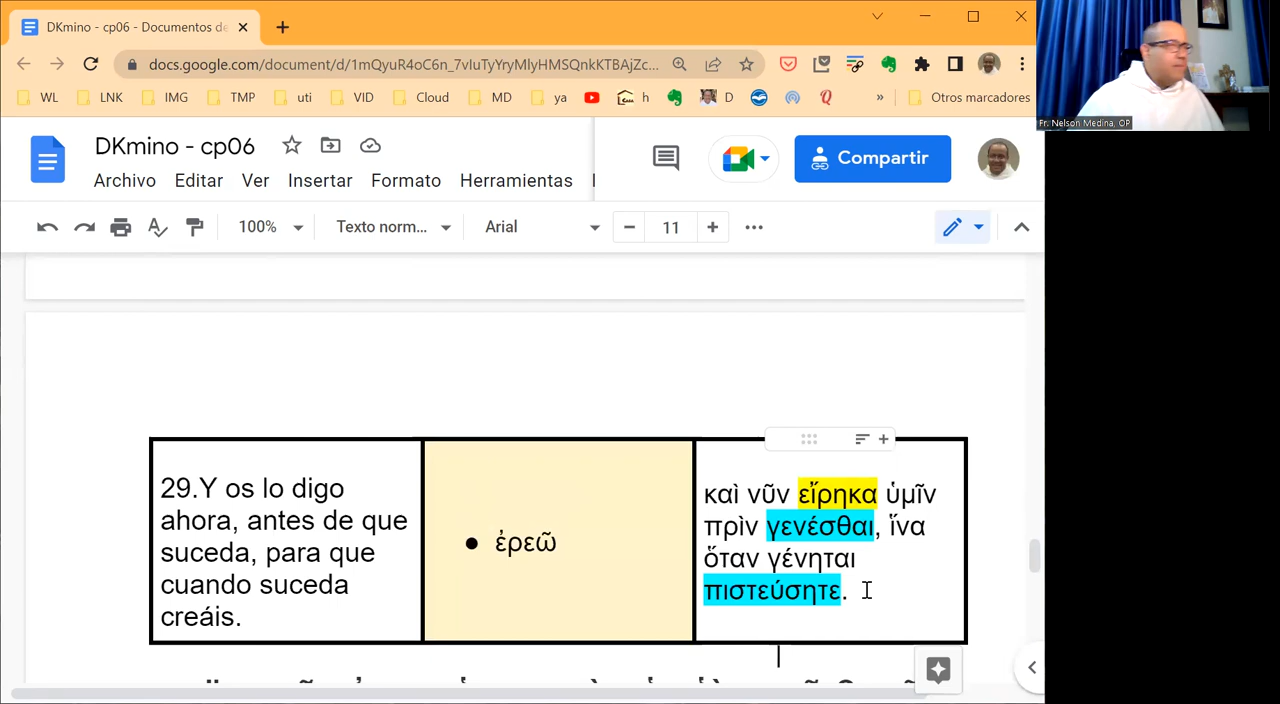 DKmino - cp06 - Documentos de
docs.google.com/document/d/1mQyuR4oC6n_7VuTyYryMlyHMSQnkKTBAjZc...
WL LNK IMG TMP uti VID Cloud MD ya h D » Otros marcadores
Fr. Nelson Medina, OP
DKmino - cp06
Compartir
Archivo Editar Ver Insertar Formato Herramientas
100% Texto norm... Arial 11
29.Y os lo digo
ahora, antes de que
suceda, para que
cuando suceda
creáis.
● ἐρεῶ
καὶ νῦν εἴρηκα ὑμῖν
πρὶν γενέσθαι, ἵνα
ὅταν γένηται
πιστεύσητε.